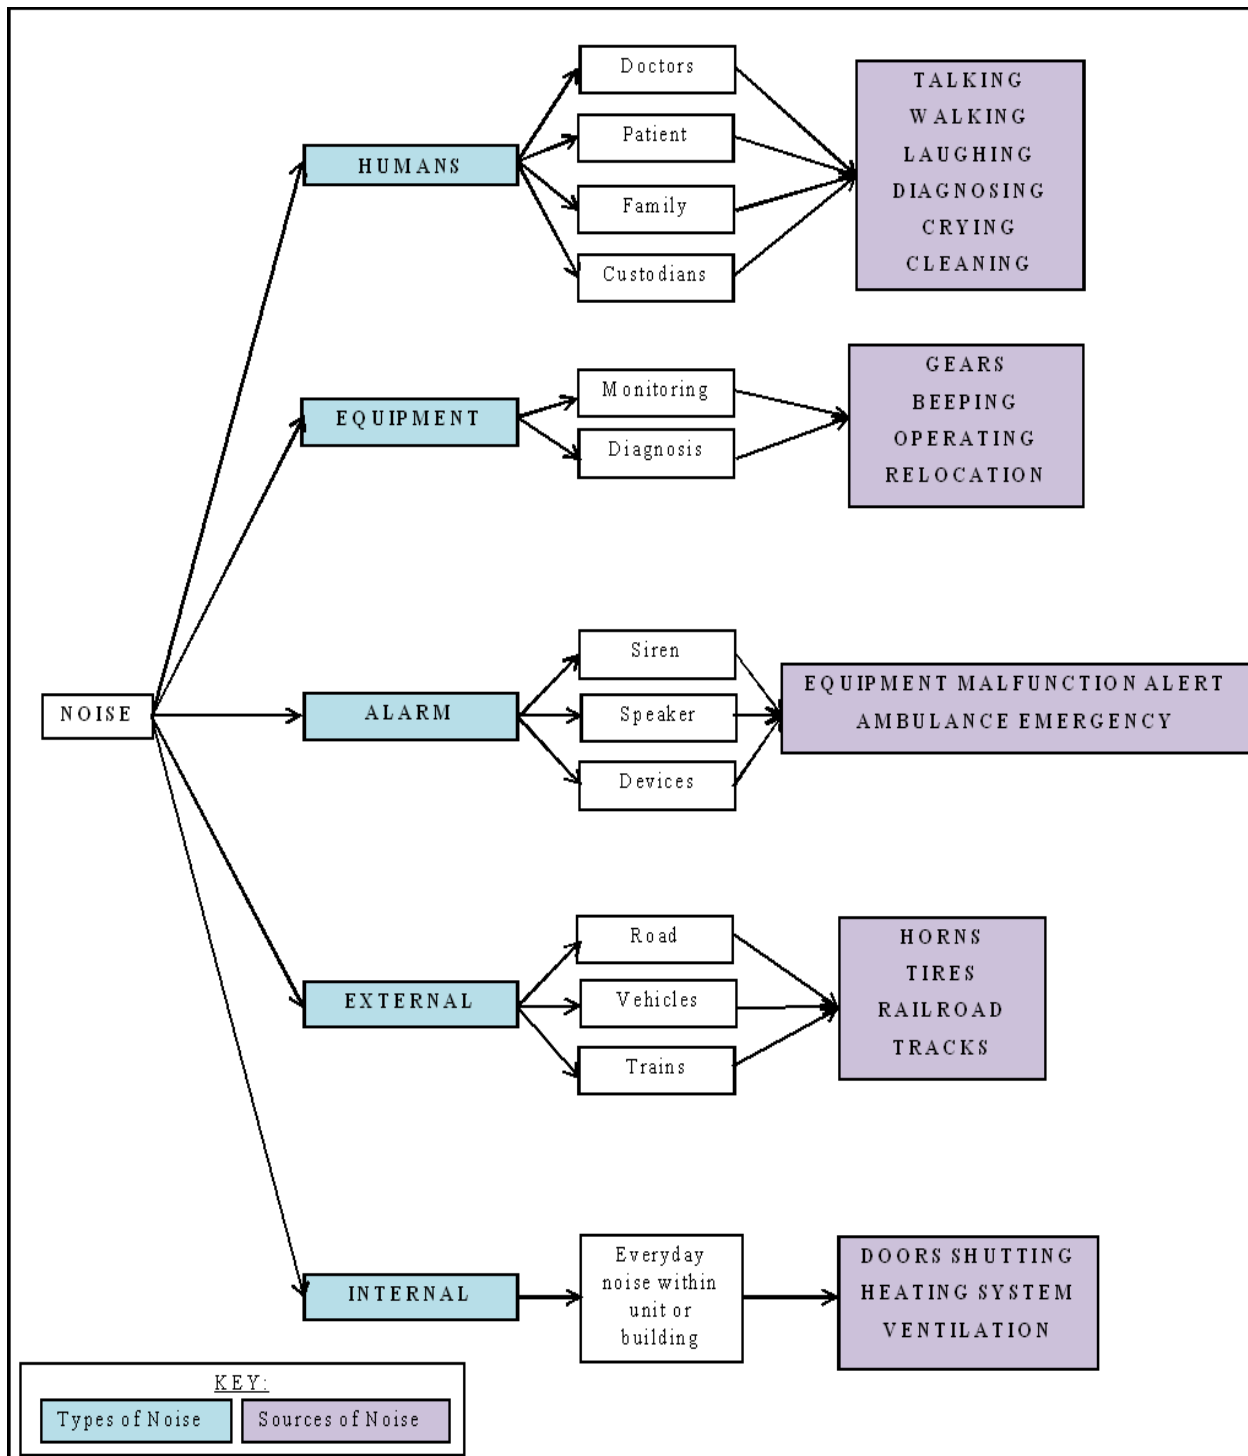 Doctors
TALKING
WALKING
LAUGHING
DIAGNOSING
CRYING
CLEANING
Patient
HUMANS
Family
Custodians
GEARS
BEEPING
OPERATING
RELOCATION
Monitoring
EQUIPMENT
Diagnosis
Siren
EQUIPMENT MALFUNCTION ALERT
AMBULANCE EMERGENCY
NOISE
ALARM
Speaker
Devices
Road
HORNS
TIRES
RAILROAD
TRACKS
EXTERNAL
Vehicles
Trains
Everyday
noise within
unit or
building
DOORS SHUTTING
HEATING SYSTEM
VENTILATION
INTERNAL
KEY:
Types of Noise
Sources of Noise